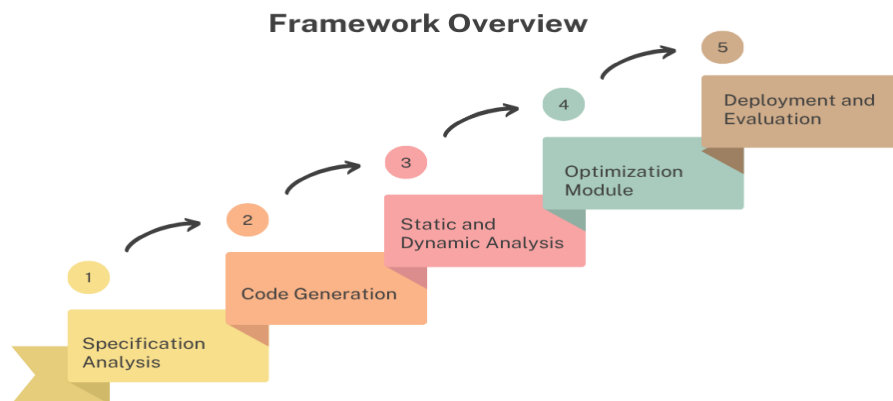 Framework Overview
1
Specification
Analysis
2
Code Generation
3
Static and
Dynamic Analysis
4
Optimization
Module
5
Deployment and
Evaluation